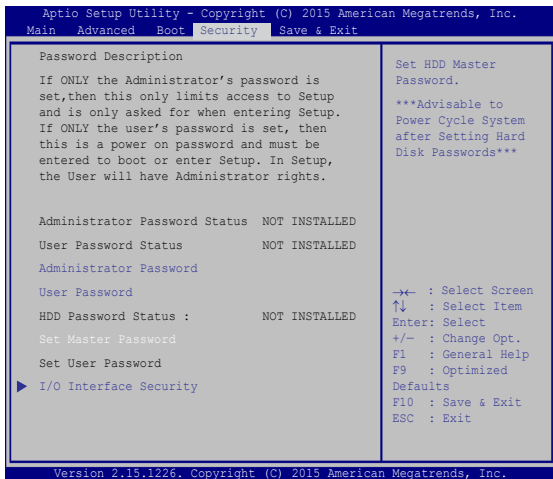 Aptio Setup Utility - Copyright (C) 2015 American Megatrends, Inc.
Main Advanced Boot Security Save & Exit
Password Description
If ONLY the Administrator's password is
set,then this only limits access to Setup
and is only asked for when entering Setup.
If ONLY the user's password is set, then
this is a power on password and must be
entered to boot or enter Setup. In Setup,
the User will have Administrator rights.
Administrator Password Status NOT INSTALLED
User Password Status NOT INSTALLED
Administrator Password
User Password
HDD Password Status : NOT INSTALLED
Set Master Password
Set User Password
I/O Interface Security
Set HDD Master
Password.
***Advisable to
Power Cycle System
after Setting Hard
Disk Passwords***
→← : Select Screen
↑↓ : Select Item
Enter: Select
+/− : Change Opt.
F1 : General Help
F9 : Optimized
Defaults
F10 : Save & Exit
ESC : Exit
Version 2.15.1226. Copyright (C) 2015 American Megatrends, Inc.